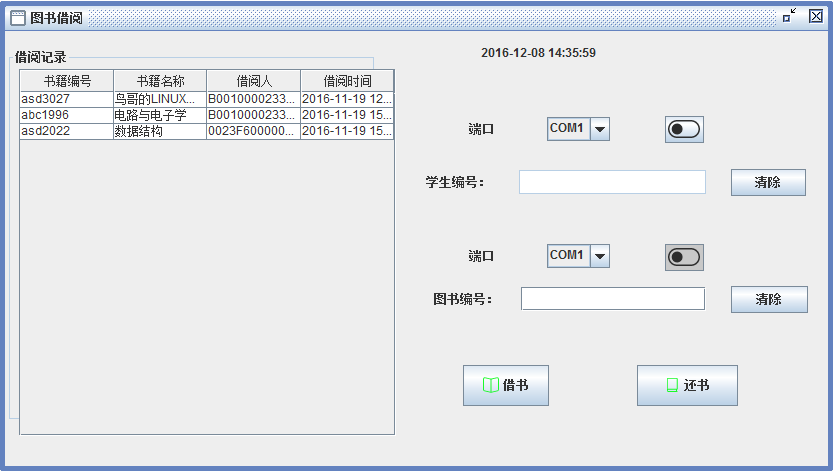 图书借阅
借阅记录
书籍编号 书籍名称 借阅人 借阅时间
asd3027 鸟哥的LINUX... B0010000233... 2016-11-19 12...
abc1996 电路与电子学 B0010000233... 2016-11-19 15...
asd2022 数据结构 0023F600000... 2016-11-19 15...
2016-12-08 14:35:59
端口 COM1
学生编号： 清除
端口 COM1
图书编号： 清除
借书 还书